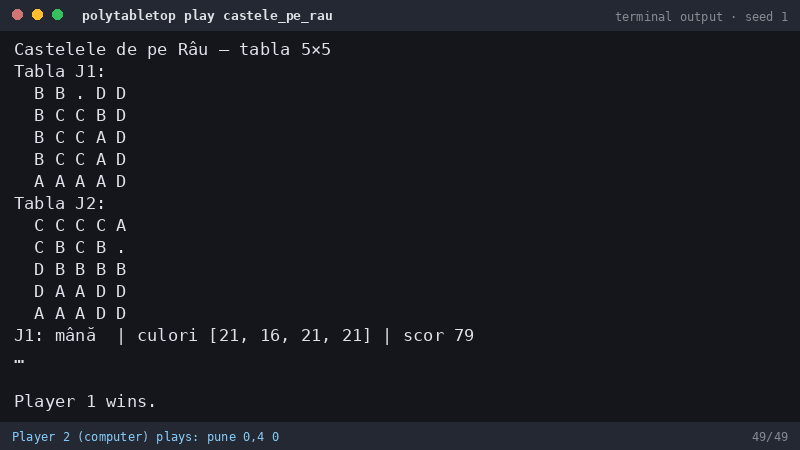 polytabletop play castele_pe_rau
terminal output · seed 1
Castelele de pe Râu — tabla 5×5
Tabla J1:
B B . D D
B C C B D
B C C A D
B C C A D
A A A A D
Tabla J2:
C C C C A
C B C B .
D B B B B
D A A D D
A A A D D
J1: mână  | culori [21, 16, 21, 21] | scor 79
…
Player 1 wins.
Player 2 (computer) plays: pune 0,4 0
49/49